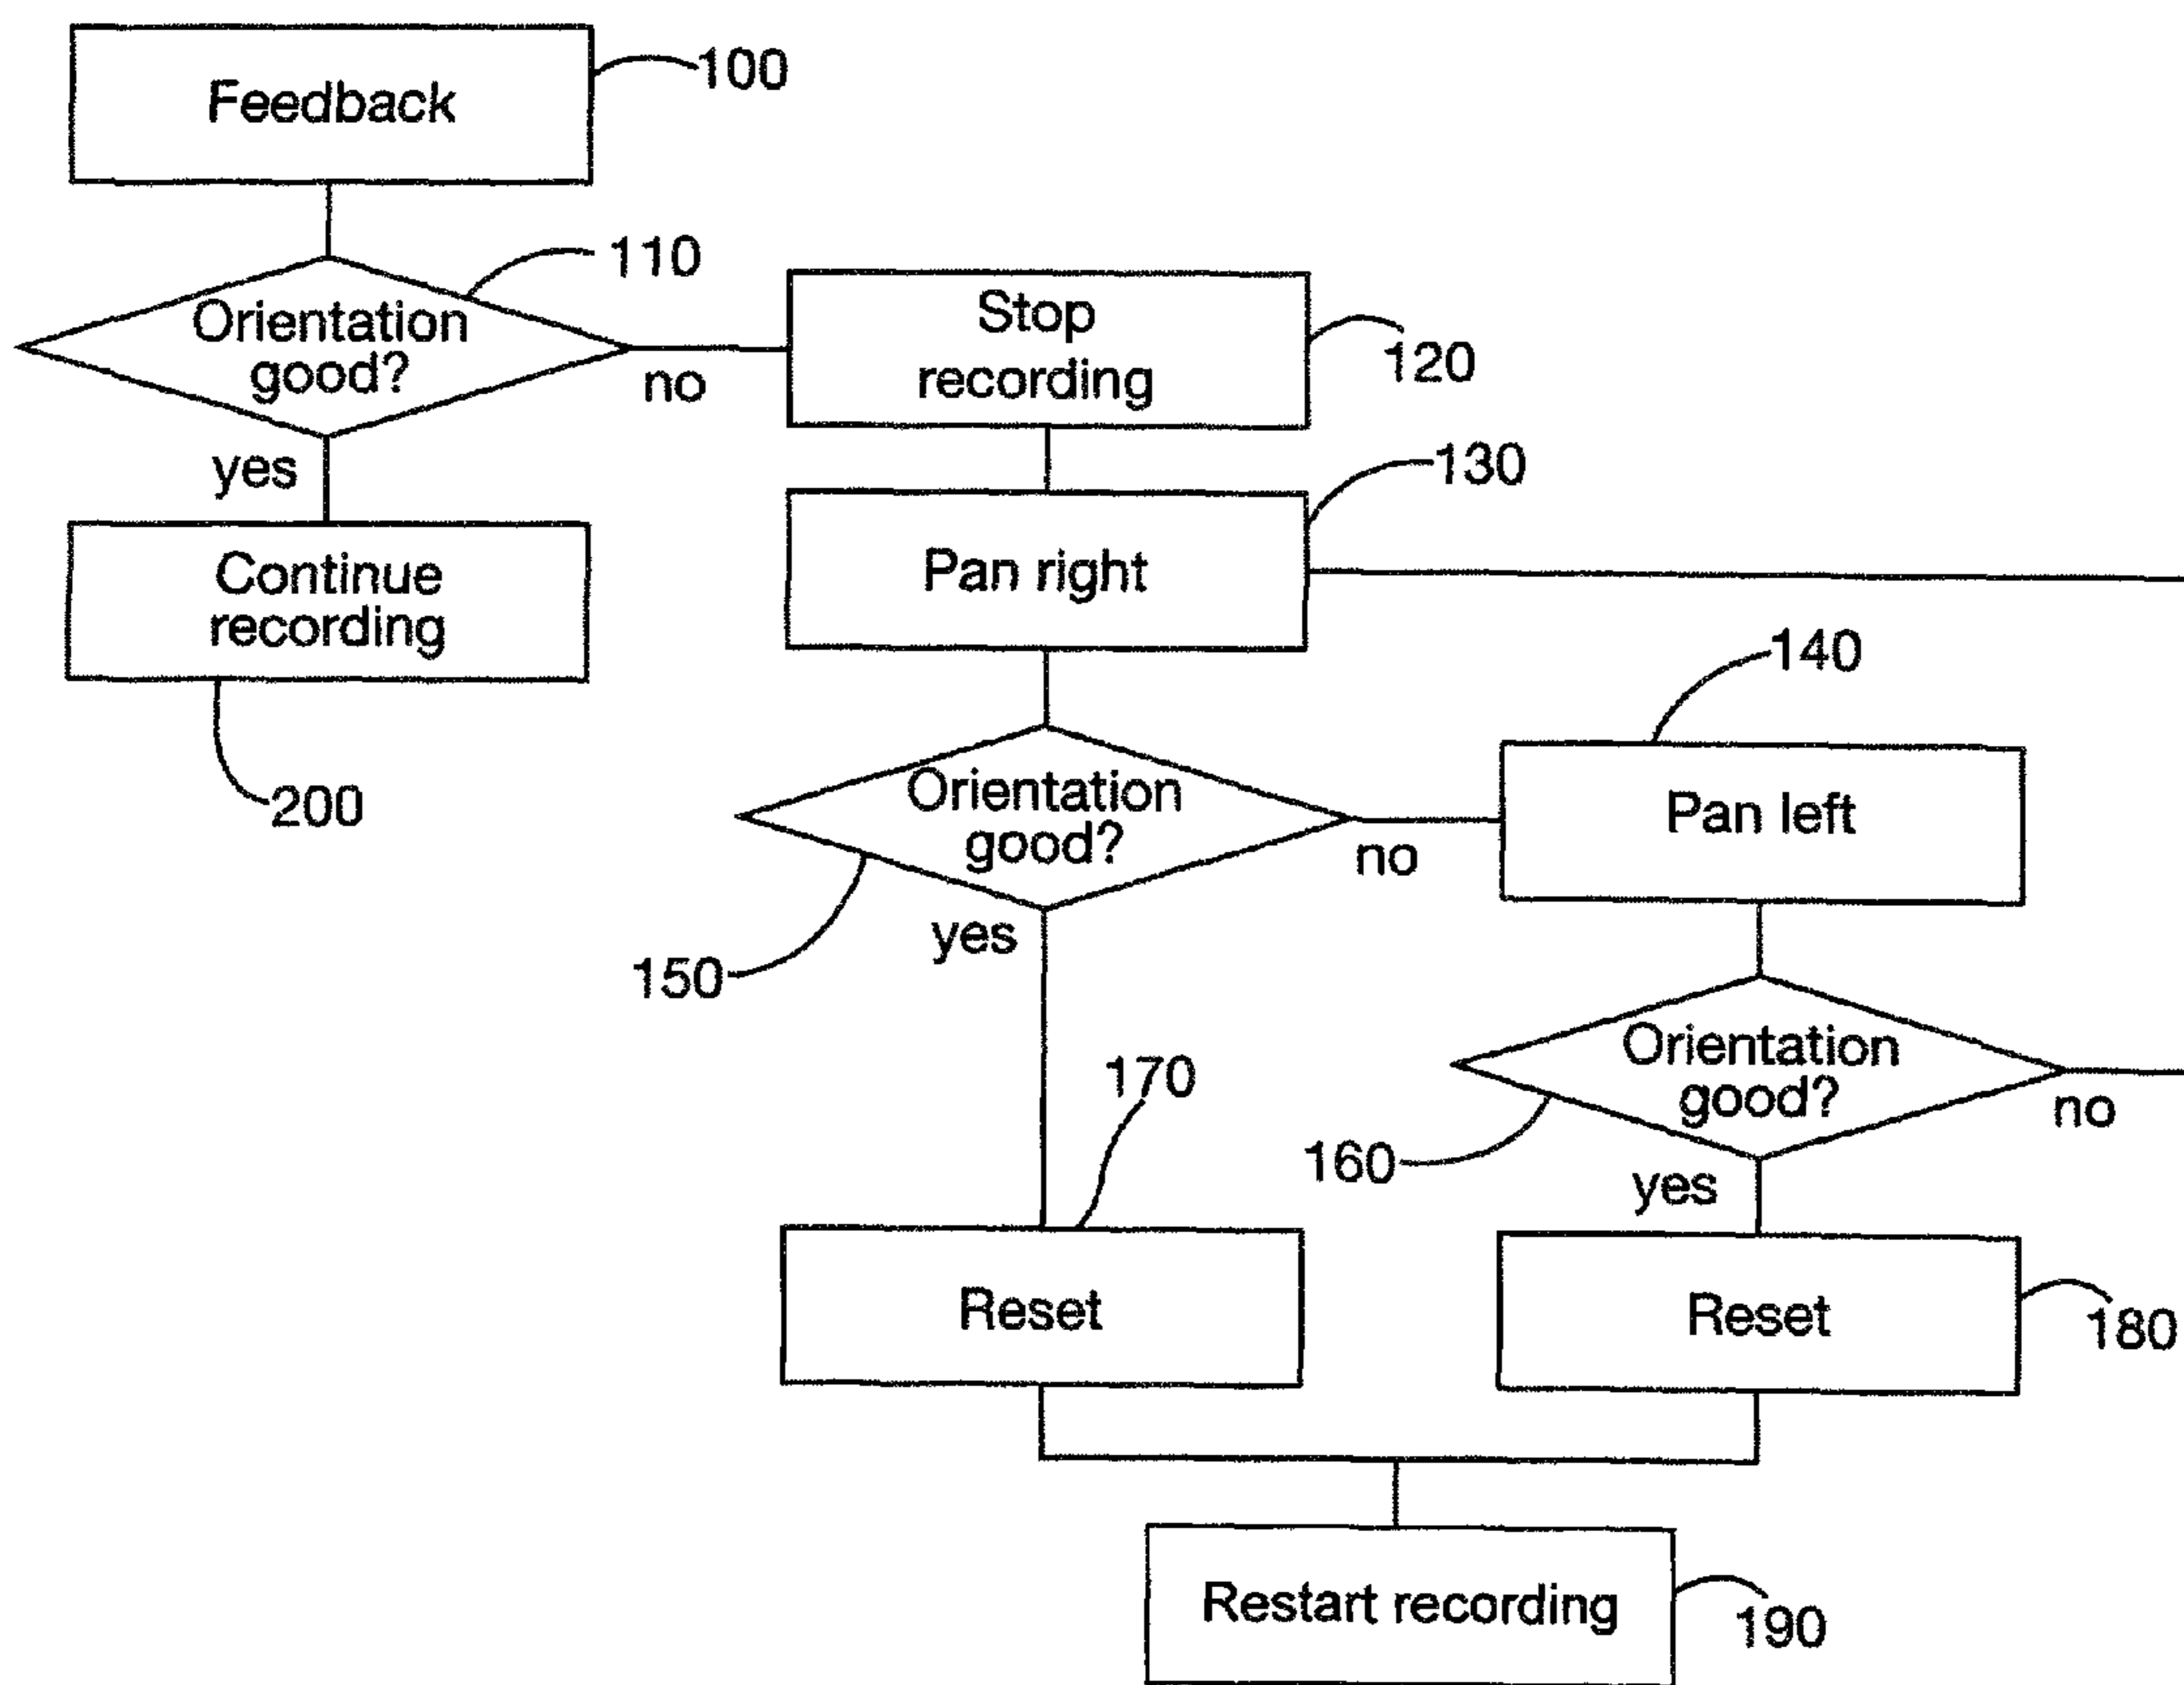 Feedback
100
Orientation
good?
110
no
yes
Stop
recording
120
Continue
recording
200
Pan right
130
Orientation
good?
150
no
yes
Pan left
140
Orientation
good?
160
no
yes
Reset
170
Reset
180
Restart recording
190